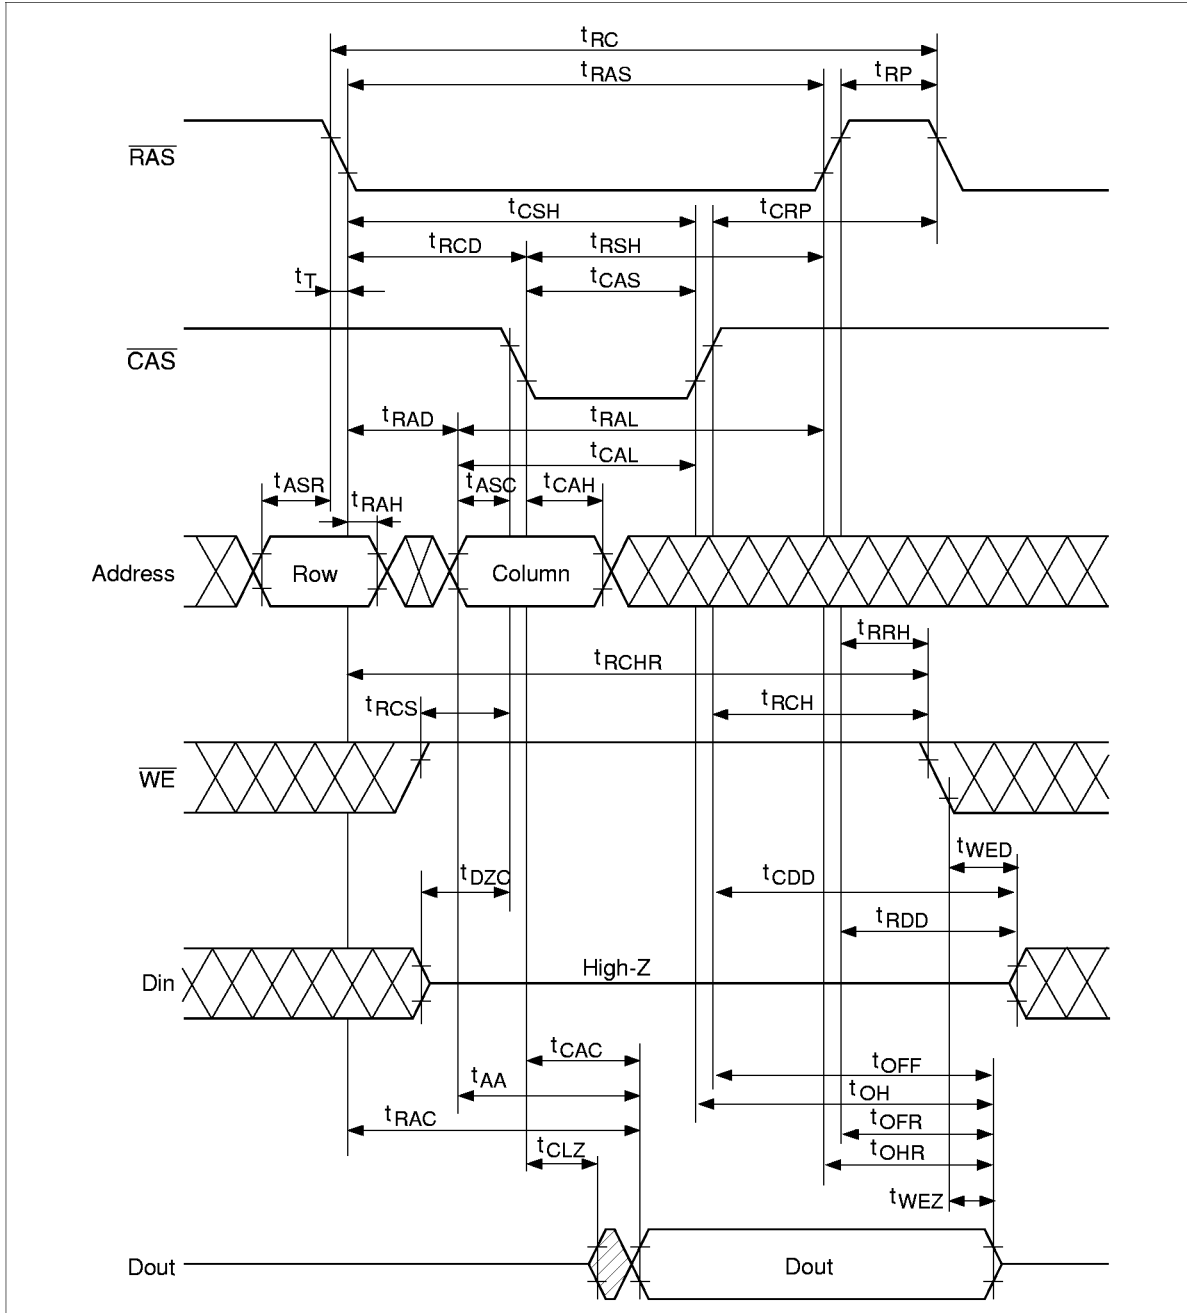 tRC
tRAS
tRP
RAS
tCSH
tCRP
tRCD
tRSH
tT
tCAS
CAS
tRAD
tRAL
tCAL
tASR
tASC
tCAH
tRAH
Address
Row
Column
tRRH
tRCHR
tRCS
tRCH
WE
tWED
tDZC
tCDD
tRDD
Din
High-Z
tCAC
tOFF
tAA
tOH
tRAC
tOFR
tCLZ
tOHR
tWEZ
Dout
Dout